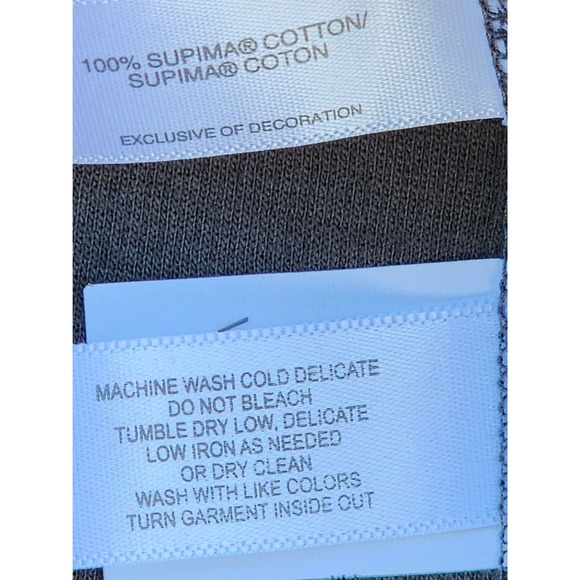 100% SUPIMA® COTTON/
SUPIMA® COTON
EXCLUSIVE OF DECORATION
MACHINE WASH COLD DELICATE
DO NOT BLEACH
TUMBLE DRY LOW, DELICATE
LOW IRON AS NEEDED
OR DRY CLEAN
WASH WITH LIKE COLORS
TURN GARMENT INSIDE OUT